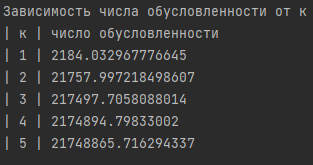 Зависимость числа обусловленности от к
| к | число обусловленности
| 1 | 2184.032967776645
| 2 | 21757.997218498607
| 3 | 217497.7058088014
| 4 | 2174894.79833002
| 5 | 21748865.716294337